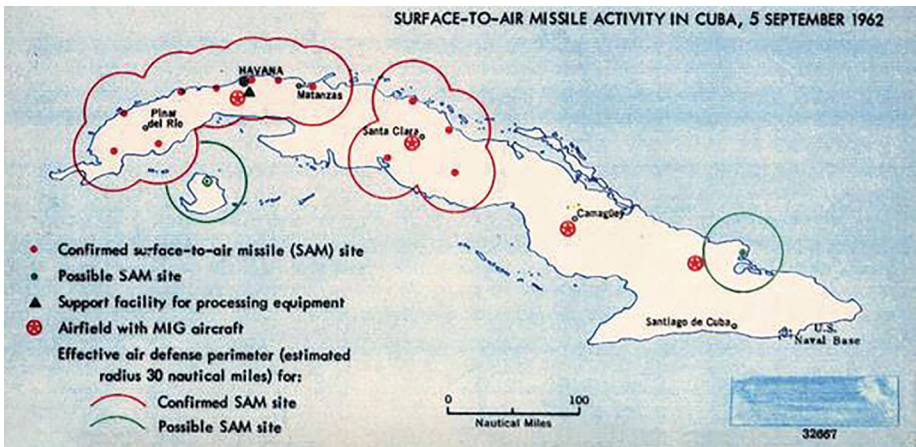 SURFACE-TO-AIR MISSILE ACTIVITY IN CUBA, 5 SEPTEMBER 1962
HAVANA
Matanzas
Pinar
del Río
Santa Clara
Camagüey
Confirmed surface-to-air missile (SAM) site
Possible SAM site
Support facility for processing equipment
Airfield with MIG aircraft
Effective air defense perimeter (estimated
radius 30 nautical miles) for:
Confirmed SAM site
Possible SAM site
Santiago de Cuba
U.S.
Naval Base
0 100
Nautical Miles
32667